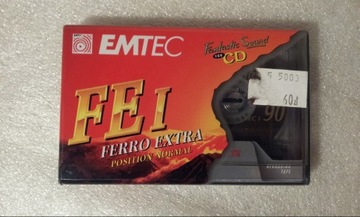 EMTEC
Fantastic Sound
CD
FE I
90
FERRO EXTRA
POSITION NORMAL